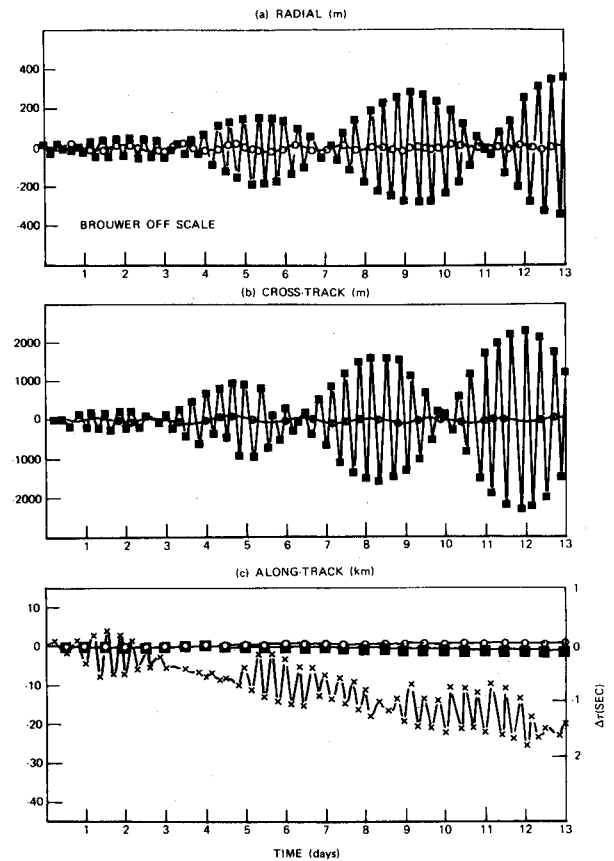 (a) RADIAL (m)
400
200
0
-200
-400
BROUWER OFF SCALE
1 2 3 4 5 6 7 8 9 10 11 12 13
(b) CROSS-TRACK (m)
2000
1000
0
-1000
-2000
1 2 3 4 5 6 7 8 9 10 11 12 13
(c) ALONG-TRACK (km)
10
0
-10
-20
-30
-40
1
0
-1
2
Δr(SEC)
1 2 3 4 5 6 7 8 9 10 11 12 13
TIME (days)